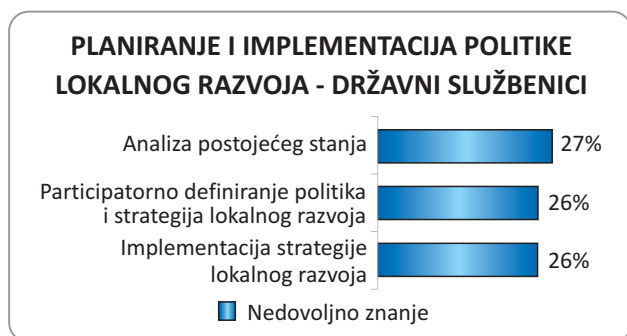 PLANIRANJE I IMPLEMENTACIJA POLITIKE
LOKALNOG RAZVOJA - DRŽAVNI SLUŽBENICI
Analiza postojećeg stanja
27%
Participatorno definiranje politika
i strategija lokalnog razvoja
26%
Implementacija strategije
lokalnog razvoja
26%
Nedovoljno znanje